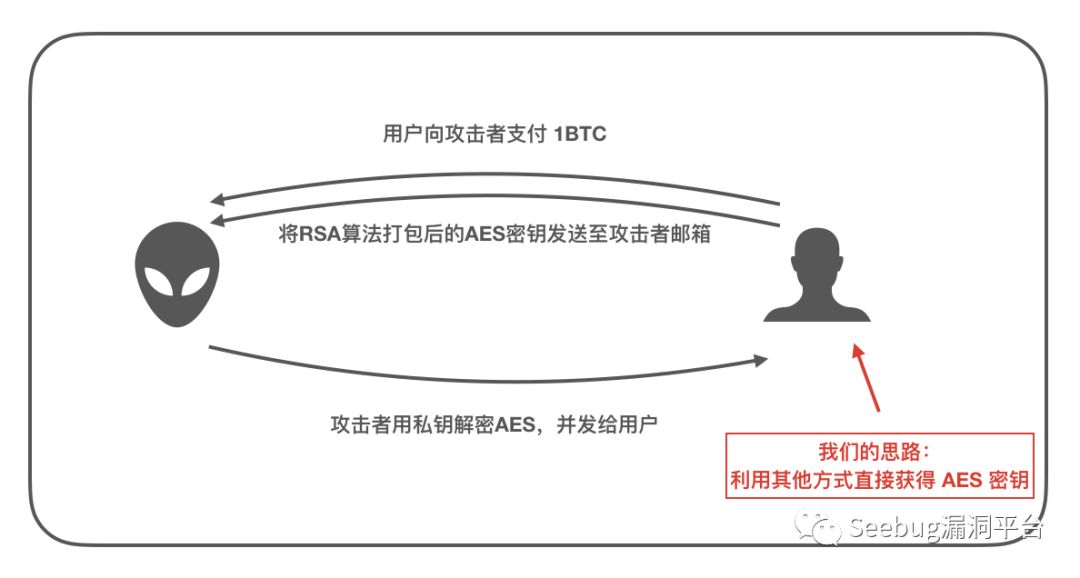 用户向攻击者支付 1BTC
将RSA算法打包后的AES密钥发送至攻击者邮箱
攻击者用私钥解密AES，并发给用户
我们的思路：
利用其他方式直接获得 AES 密钥
Seebug漏洞平台